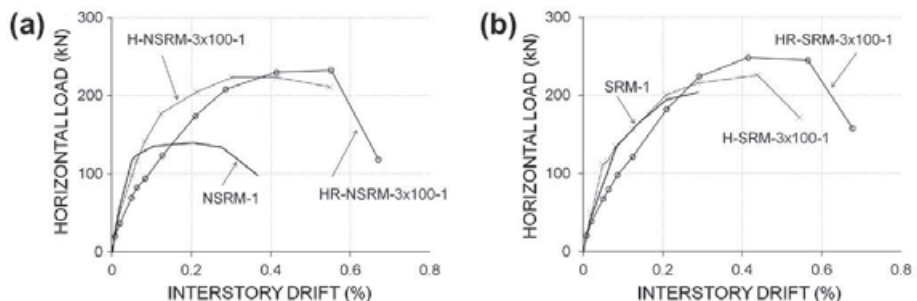 (a)
HORIZONTAL LOAD (kN)
300
200
100
0
H-NSRM-3x100-1
NSRM-1
HR-NSRM-3x100-1
0 0.2 0.4 0.6 0.8
INTERSTORY DRIFT (%)
(b)
HORIZONTAL LOAD (kN)
300
200
100
0
HR-SRM-3x100-1
SRM-1
H-SRM-3x100-1
0 0.2 0.4 0.6 0.8
INTERSTORY DRIFT (%)